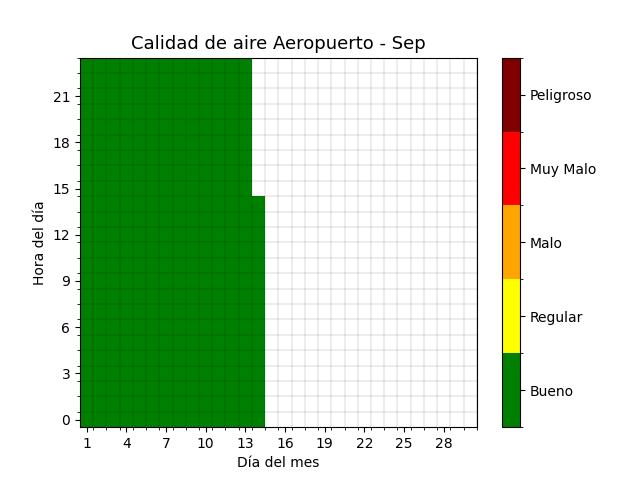 Calidad de aire Aeropuerto - Sep
Hora del día
21
18
15
12
9
6
3
0
1 4 7 10 13 16 19 22 25 28
Día del mes
Peligroso
Muy Malo
Malo
Regular
Bueno